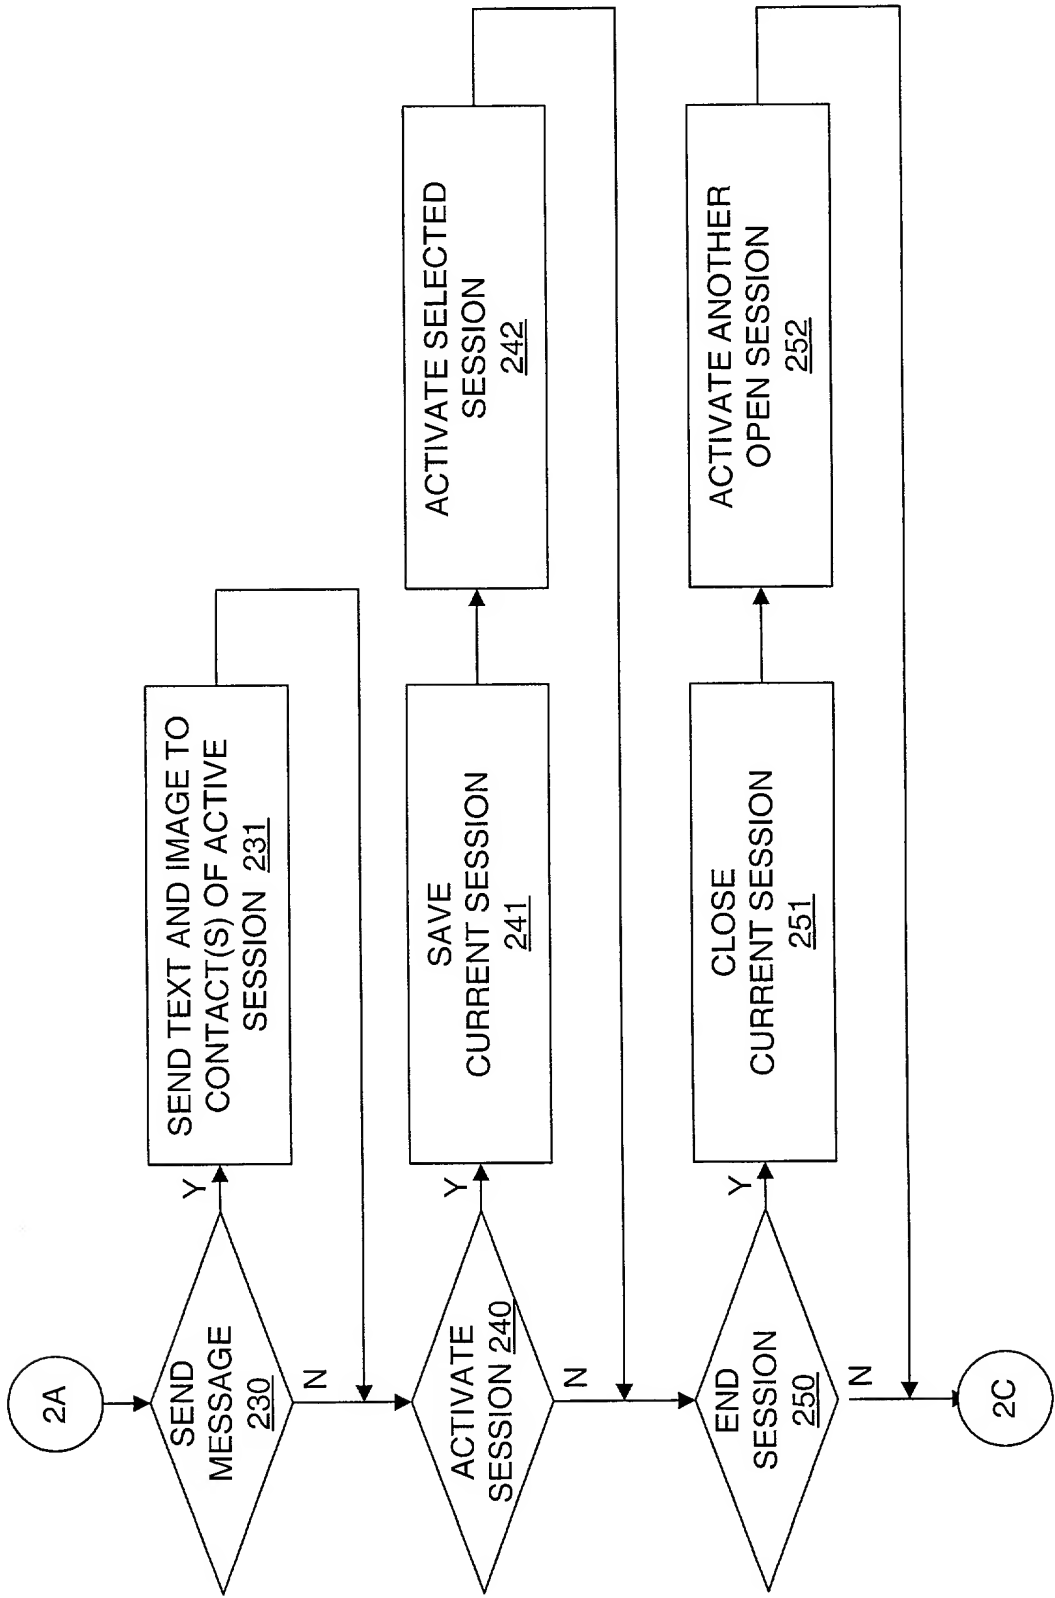 2A
SEND
MESSAGE
230
Y
SEND TEXT AND IMAGE TO
CONTACT(S) OF ACTIVE
SESSION 231
N
ACTIVATE
SESSION 240
Y
SAVE
CURRENT SESSION
241
ACTIVATE SELECTED
SESSION
242
N
END
SESSION
250
Y
CLOSE
CURRENT SESSION
251
ACTIVATE ANOTHER
OPEN SESSION
252
N
2C